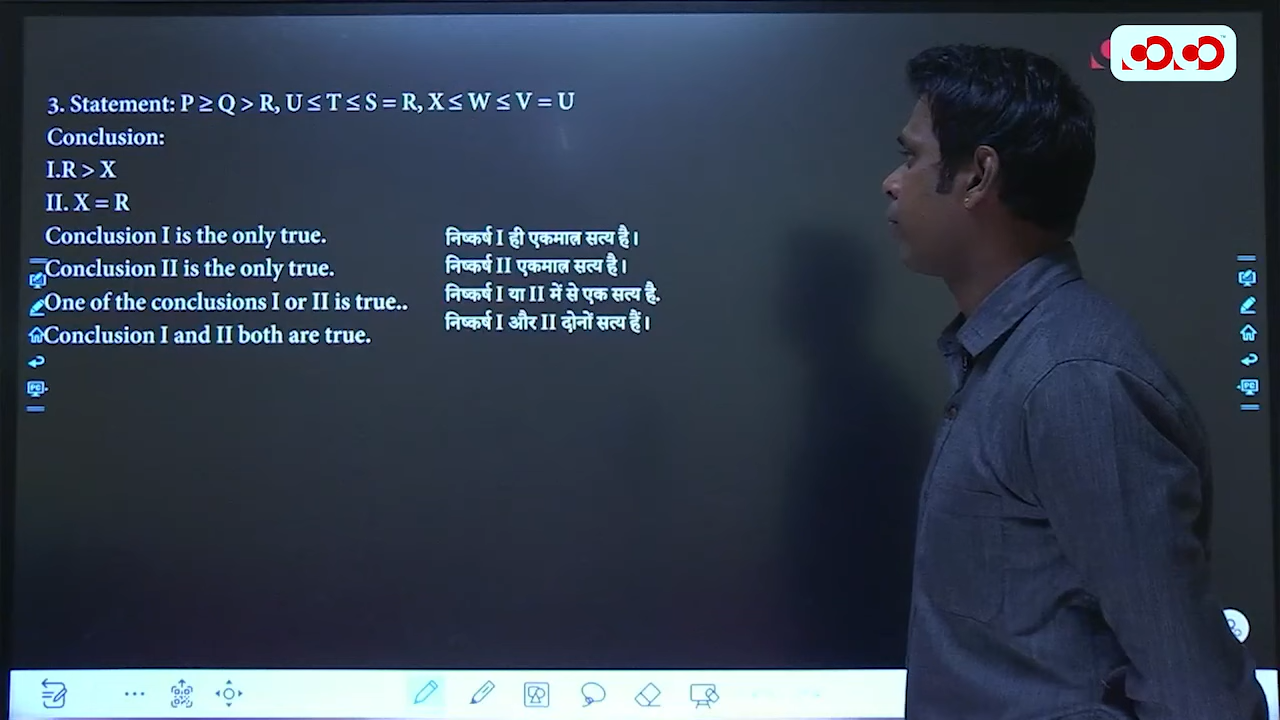 3. Statement: P ≥ Q > R, U ≤ T ≤ S = R, X ≤ W ≤ V = U
Conclusion:
I.R > X
II. X = R
Conclusion I is the only true.
Conclusion II is the only true.
One of the conclusions I or II is true..
Conclusion I and II both are true.
निष्कर्ष I ही एकमात्र सत्य है।
निष्कर्ष II एकमात्र सत्य है।
निष्कर्ष I या II में से एक सत्य है.
निष्कर्ष I और II दोनों सत्य हैं।
PC
PC